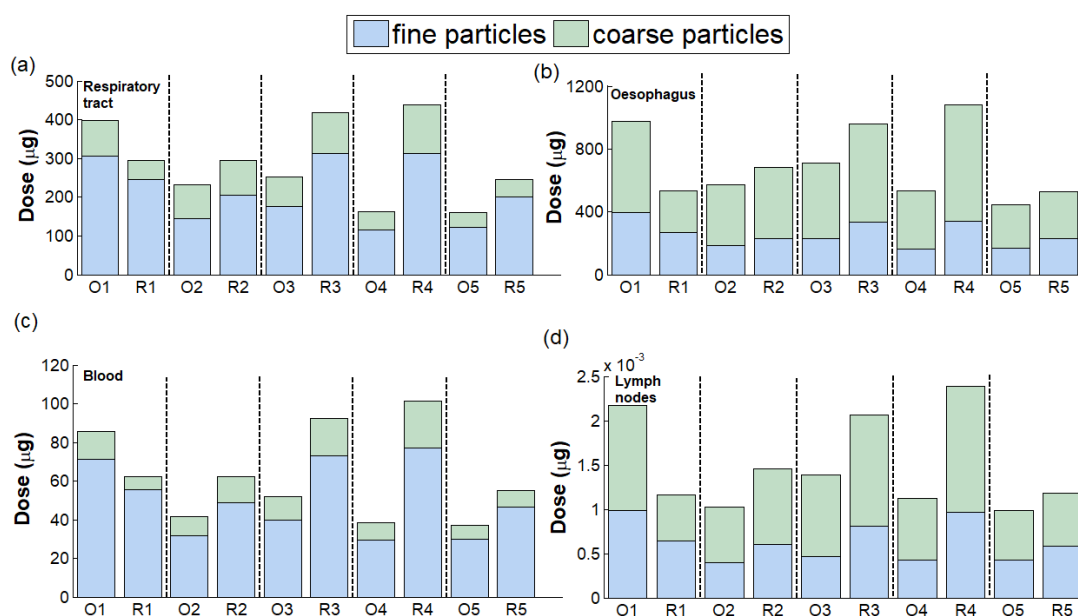 fine particles coarse particles
(a)
Respiratory
tract
Dose (μg)
500
400
300
200
100
0
O1 R1 O2 R2 O3 R3 O4 R4 O5 R5
(b)
Oesophagus
Dose (μg)
1200
800
400
0
O1 R1 O2 R2 O3 R3 O4 R4 O5 R5
(c)
Blood
Dose (μg)
120
100
80
60
40
20
0
O1 R1 O2 R2 O3 R3 O4 R4 O5 R5
(d)
x 10⁻³
Lymph
nodes
Dose (μg)
2.5
2
1.5
1
0.5
0
O1 R1 O2 R2 O3 R3 O4 R4 O5 R5